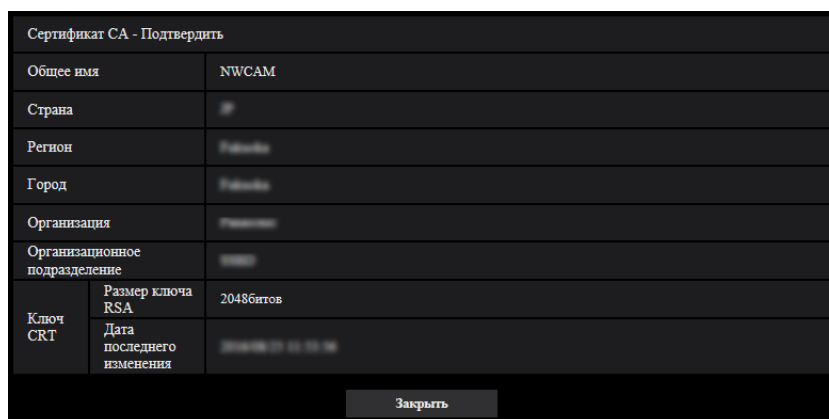 Сертификат СА - Подтвердить
Общее имя NWCAM
Страна
Регион
Город
Организация
Организационное
подразделение
Ключ
CRT
Размер ключа
RSA
2048битов
Дата
последнего
изменения
Закрыть